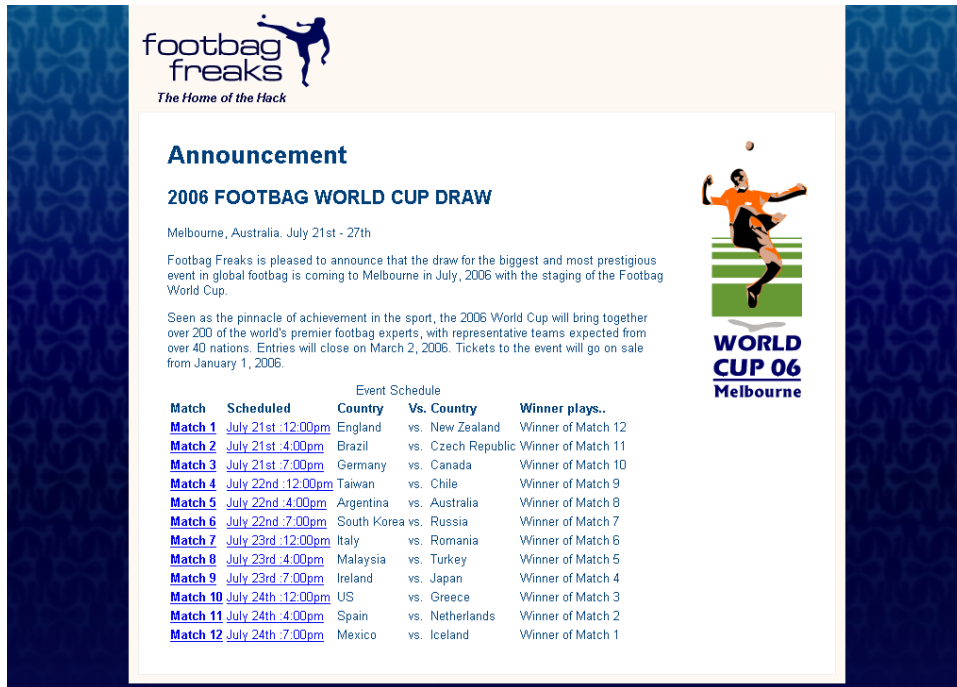 footbag
freaks
The Home of the Hack
Announcement
2006 FOOTBAG WORLD CUP DRAW
Melbourne, Australia. July 21st - 27th
Footbag Freaks is pleased to announce that the draw for the biggest and most prestigious
event in global footbag is coming to Melbourne in July, 2006 with the staging of the Footbag
World Cup.
Seen as the pinnacle of achievement in the sport, the 2006 World Cup will bring together
over 200 of the world's premier footbag experts, with representative teams expected from
over 40 nations. Entries will close on March 2, 2006. Tickets to the event will go on sale
from January 1, 2006.
WORLD
CUP 06
Melbourne
Event Schedule
Match Scheduled Country Vs. Country Winner plays..
Match 1 July 21st :12:00pm England vs. New Zealand Winner of Match 12
Match 2 July 21st :4:00pm Brazil vs. Czech Republic Winner of Match 11
Match 3 July 21st :7:00pm Germany vs. Canada Winner of Match 10
Match 4 July 22nd :12:00pm Taiwan vs. Chile Winner of Match 9
Match 5 July 22nd :4:00pm Argentina vs. Australia Winner of Match 8
Match 6 July 22nd :7:00pm South Korea vs. Russia Winner of Match 7
Match 7 July 23rd :12:00pm Italy vs. Romania Winner of Match 6
Match 8 July 23rd :4:00pm Malaysia vs. Turkey Winner of Match 5
Match 9 July 23rd :7:00pm Ireland vs. Japan Winner of Match 4
Match 10 July 24th :12:00pm US vs. Greece Winner of Match 3
Match 11 July 24th :4:00pm Spain vs. Netherlands Winner of Match 2
Match 12 July 24th :7:00pm Mexico vs. Iceland Winner of Match 1